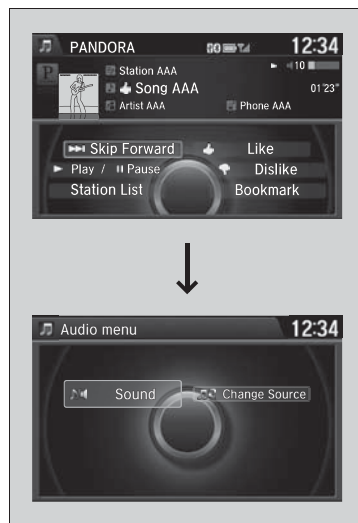 PANDORA 12:34
P Station AAA 10
Song AAA 01'23"
Artist AAA Phone AAA
Skip Forward Like
Play / Pause Dislike
Station List Bookmark
Audio menu 12:34
Sound Change Source